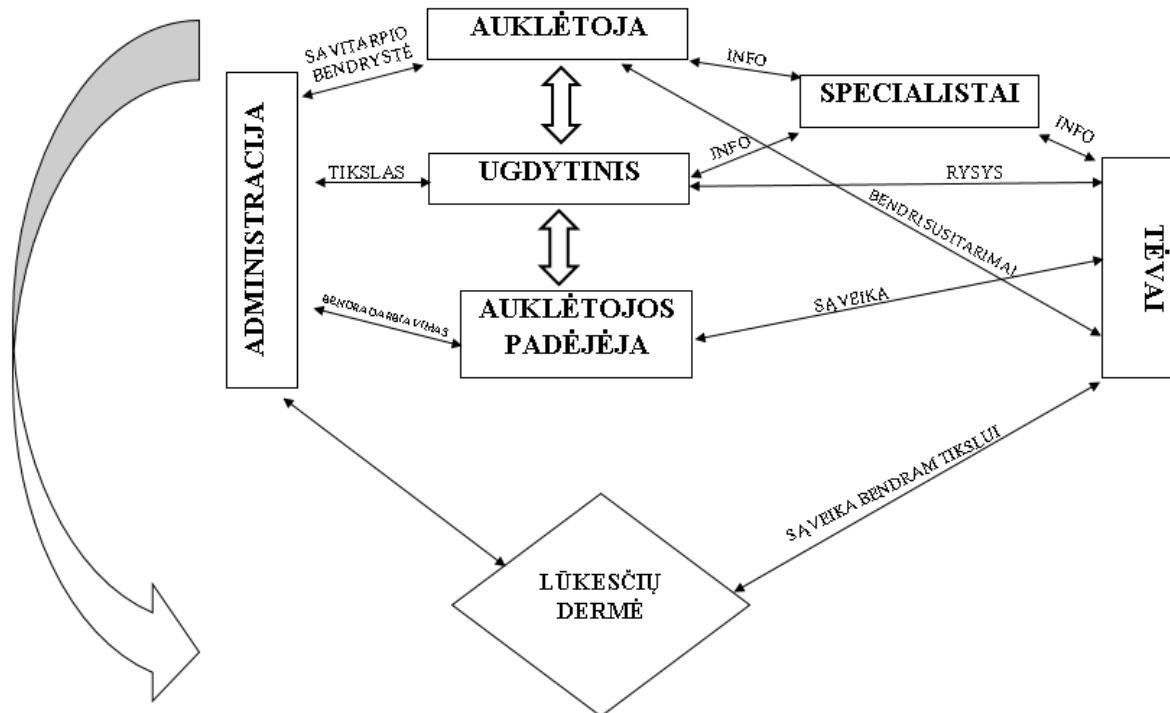 AUKLĖTOJA
SAVITARPIO
BENDRYSTĖ
INFO
SPECIALISTAI
INFO
ADMINISTRACIJA
TIKSLAS
UGDYTINIS
INFO
RYSYS
TĖVAI
BENDRI SUSITARIMAI
BENDRADARBIAVIMAS
AUKLĖTOJOS
PADĖJĖJA
SĄVEIKA
SĄVEIKA BENDRAM TIKSLUI
LŪKESČIŲ
DERMĖ